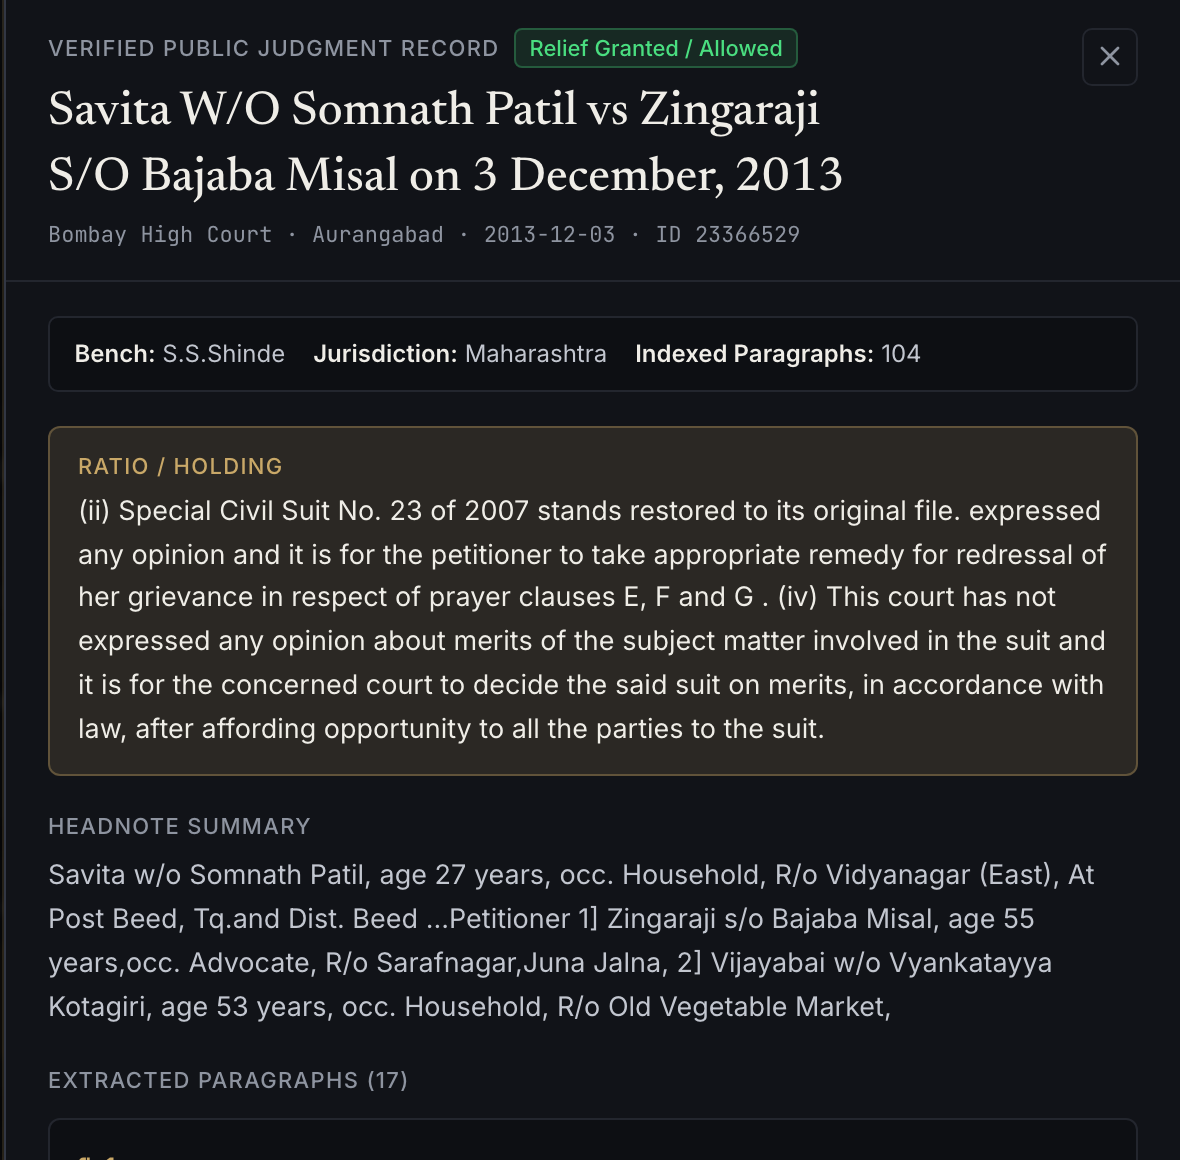 VERIFIED PUBLIC JUDGMENT RECORD Relief Granted / Allowed
Savita W/O Somnath Patil vs Zingaraji
S/O Bajaba Misal on 3 December, 2013
Bombay High Court · Aurangabad · 2013-12-03 · ID 23366529
Bench: S.S.Shinde Jurisdiction: Maharashtra Indexed Paragraphs: 104
RATIO / HOLDING
(ii) Special Civil Suit No. 23 of 2007 stands restored to its original file. expressed
any opinion and it is for the petitioner to take appropriate remedy for redressal of
her grievance in respect of prayer clauses E, F and G . (iv) This court has not
expressed any opinion about merits of the subject matter involved in the suit and
it is for the concerned court to decide the said suit on merits, in accordance with
law, after affording opportunity to all the parties to the suit.
HEADNOTE SUMMARY
Savita w/o Somnath Patil, age 27 years, occ. Household, R/o Vidyanagar (East), At
Post Beed, Tq.and Dist. Beed ...Petitioner 1] Zingaraji s/o Bajaba Misal, age 55
years,occ. Advocate, R/o Sarafnagar,Juna Jalna, 2] Vijayabai w/o Vyankatayya
Kotagiri, age 53 years, occ. Household, R/o Old Vegetable Market,
EXTRACTED PARAGRAPHS (17)